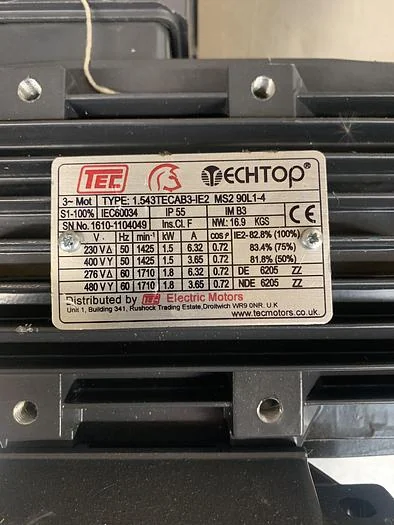 TEC TECHTOP®
3~ Mot TYPE: 1.543TECAB3-IE2 MS2 90L1-4
S1-100% IEC60034 IP 55 IM B3
SN.No. 1610-1104049 Ins.Cl. F NW: 16.9 KGS CE
V Hz min⁻¹ kW A cos ϑ IE2-82.8% (100%)
230 V∆ 50 1425 1.5 6.32 0.72 83.4% (75%)
400 V Y 50 1425 1.5 3.65 0.72 81.8% (50%)
276 V∆ 60 1710 1.8 6.32 0.72 DE 6205 ZZ
480 V Y 60 1710 1.8 3.65 0.72 NDE 6205 ZZ
Distributed by TEC Electric Motors
Unit 1, Building 341, Rushock Trading Estate,Droitwich WR9 0NR. U.K
www.tecmotors.co.uk.